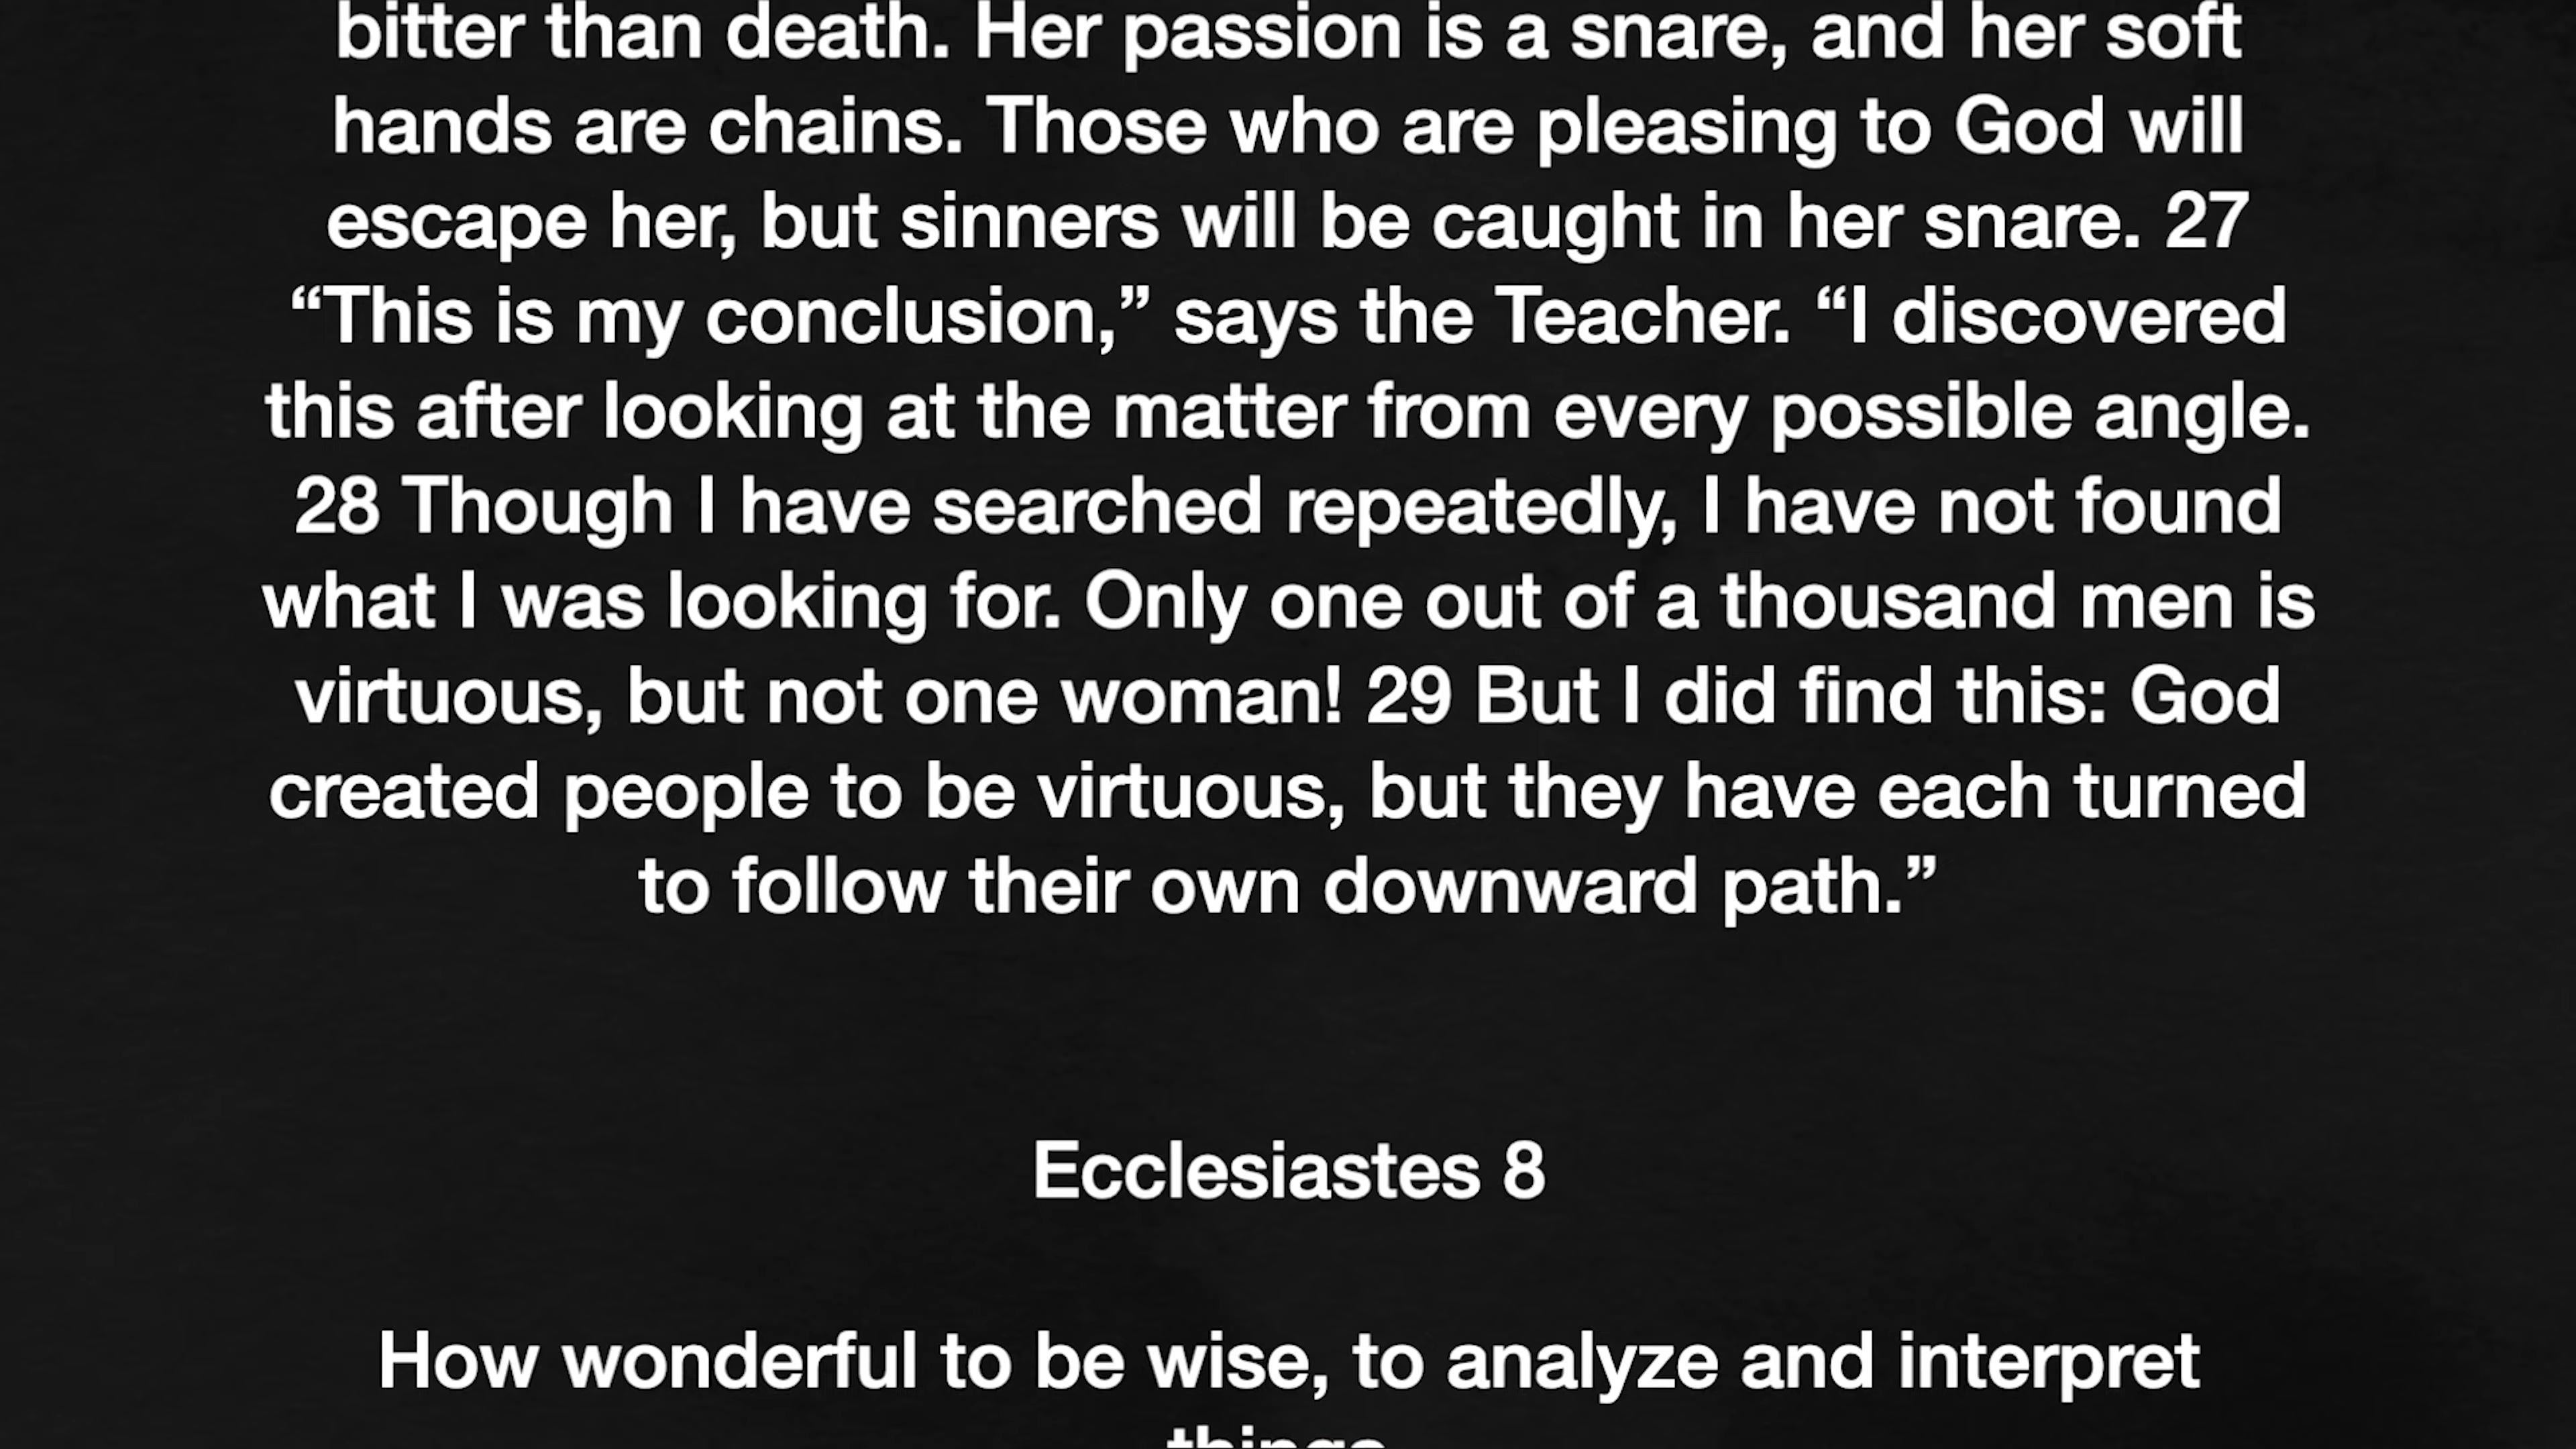 bitter than death. Her passion is a snare, and her soft
hands are chains. Those who are pleasing to God will
escape her, but sinners will be caught in her snare. 27
“This is my conclusion,” says the Teacher. “I discovered
this after looking at the matter from every possible angle.
28 Though I have searched repeatedly, I have not found
what I was looking for. Only one out of a thousand men is
virtuous, but not one woman! 29 But I did find this: God
created people to be virtuous, but they have each turned
to follow their own downward path.”
Ecclesiastes 8
How wonderful to be wise, to analyze and interpret
things